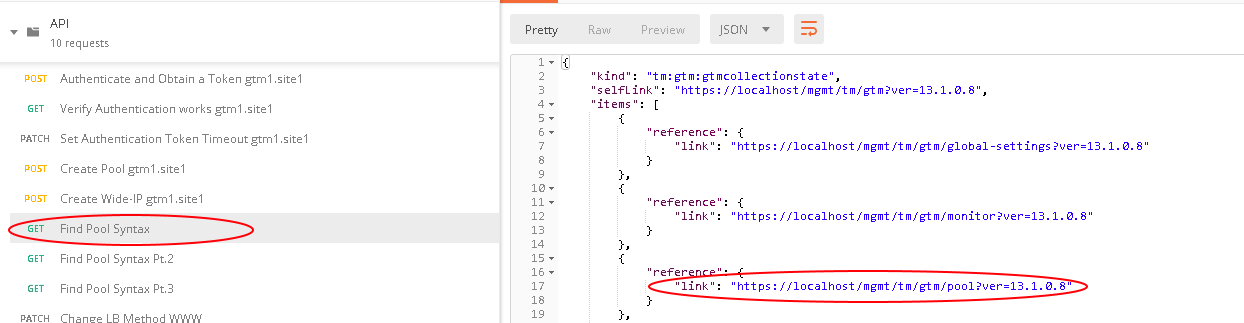 API
10 requests
POST Authenticate and Obtain a Token gtm1.site1
GET Verify Authentication works gtm1.site1
PATCH Set Authentication Token Timeout gtm1.site1
POST Create Pool gtm1.site1
POST Create Wide-IP gtm1.site1
GET Find Pool Syntax
GET Find Pool Syntax Pt.2
GET Find Pool Syntax Pt.3
PATCH Change LB Method WWW
Pretty Raw Preview JSON
1 {
2 "kind": "tm:gtm:gtmcollectionstate",
3 "selfLink": "https://localhost/mgmt/tm/gtm?ver=13.1.0.8",
4 "items": [
5 {
6 "reference": {
7 "link": "https://localhost/mgmt/tm/gtm/global-settings?ver=13.1.0.8"
8 }
9 },
10 {
11 "reference": {
12 "link": "https://localhost/mgmt/tm/gtm/monitor?ver=13.1.0.8"
13 }
14 },
15 {
16 "reference": {
17 "link": "https://localhost/mgmt/tm/gtm/pool?ver=13.1.0.8"
18 }
19 },